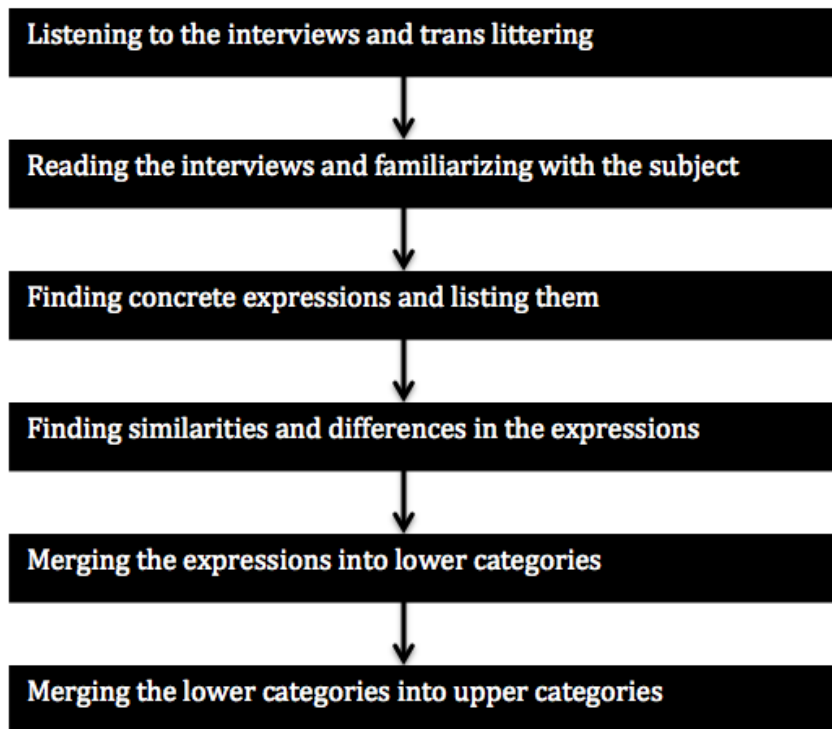 Listening to the interviews and trans littering
Reading the interviews and familiarizing with the subject
Finding concrete expressions and listing them
Finding similarities and differences in the expressions
Merging the expressions into lower categories
Merging the lower categories into upper categories